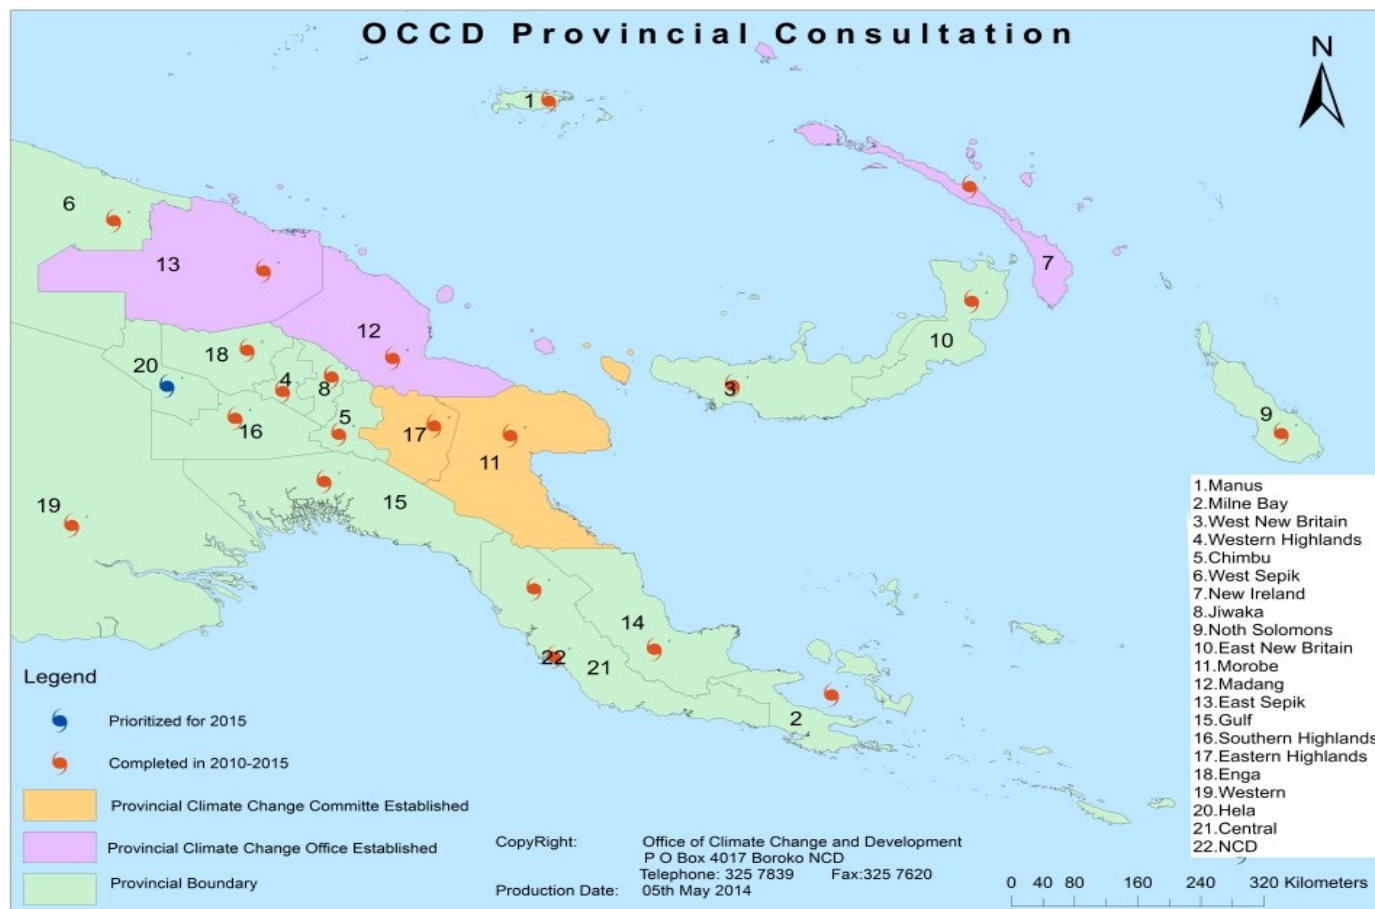 OCCD Provincial Consultation
N
1
6
13
7
12
10
18
20
4
8
3
5
16
17
11
9
19
15
14
22
21
2
1.Manus
2.Milne Bay
3.West New Britain
4.Western Highlands
5.Chimbu
6.West Sepik
7.New Ireland
8.Jiwaka
9.Noth Solomons
10.East New Britain
11.Morobe
12.Madang
13.East Sepik
15.Gulf
16.Southern Highlands
17.Eastern Highlands
18.Enga
19.Western
20.Hela
21.Central
22.NCD
Legend
Prioritized for 2015
Completed in 2010-2015
Provincial Climate Change Committe Established
Provincial Climate Change Office Established
Provincial Boundary
CopyRight: Office of Climate Change and Development
P O Box 4017 Boroko NCD
Telephone: 325 7839 Fax:325 7620
Production Date: 05th May 2014
0 40 80 160 240 320 Kilometers